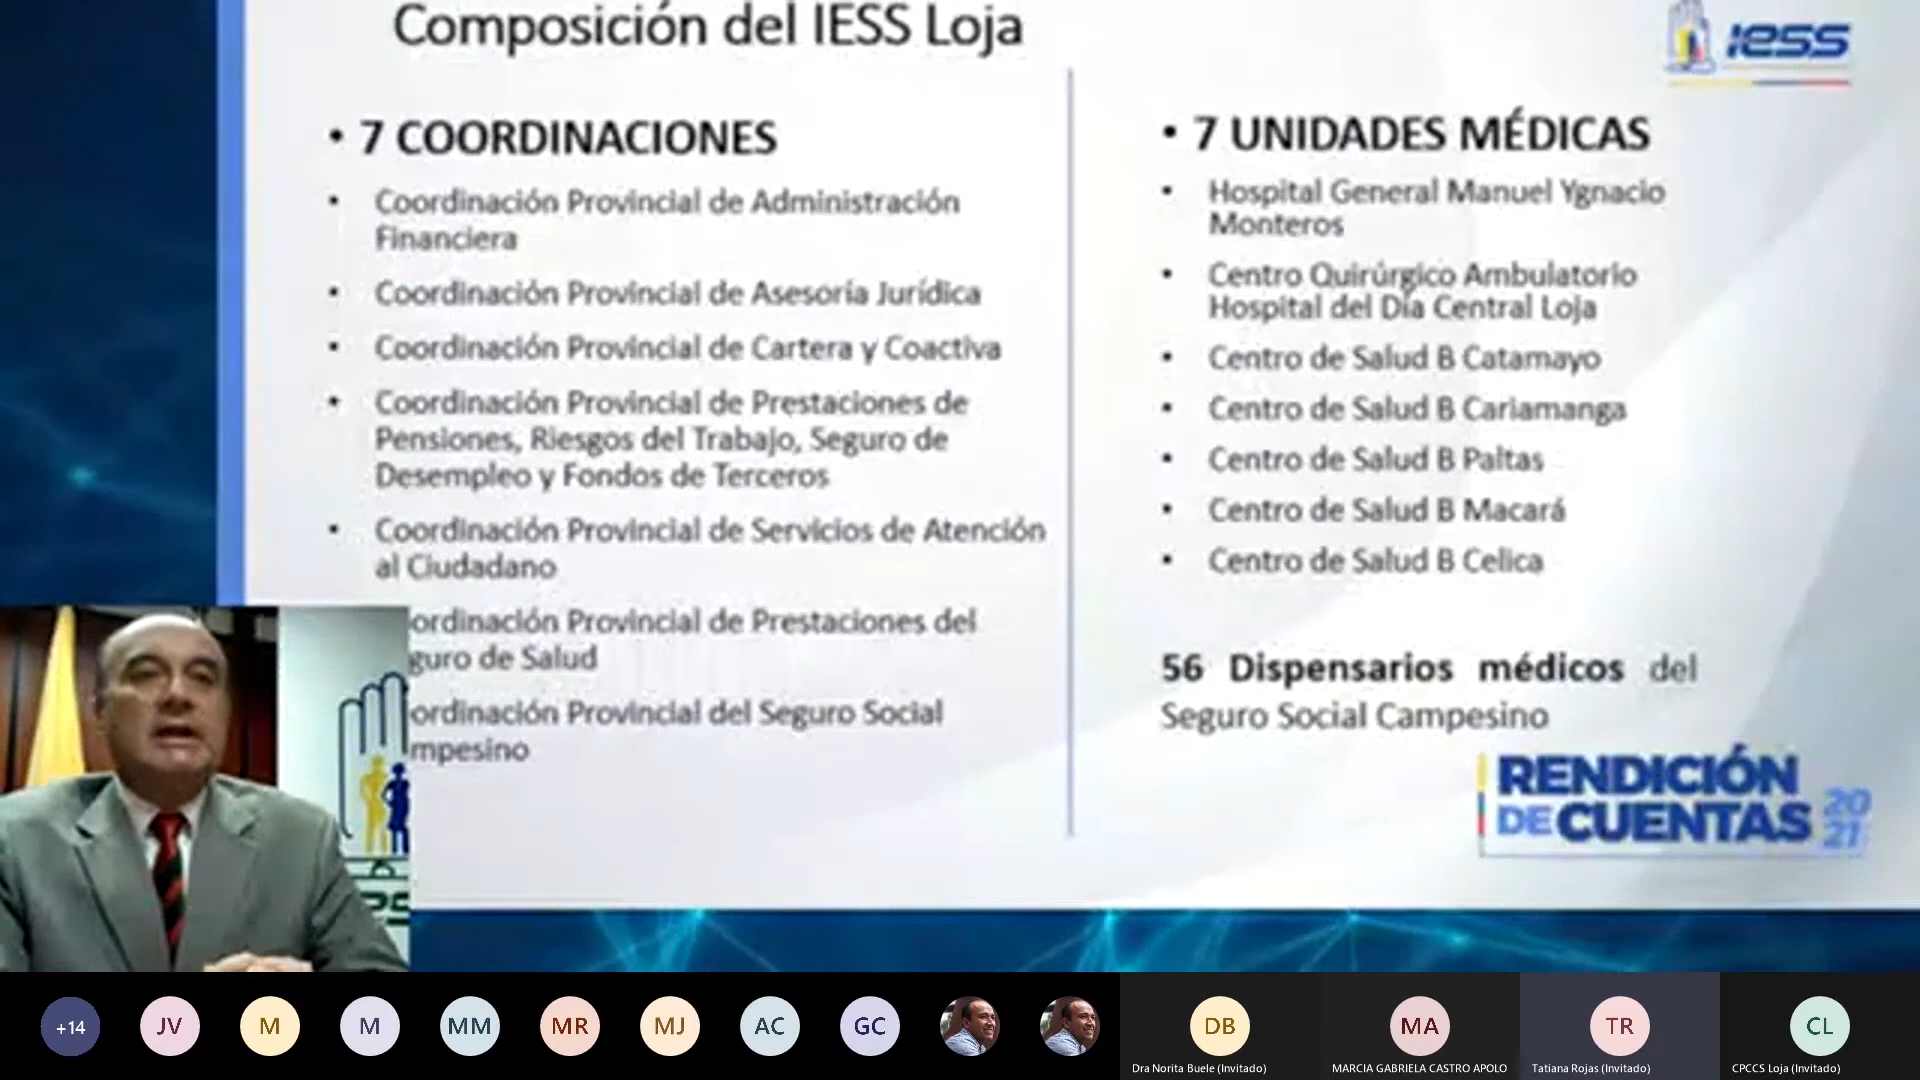 Composición del IESS Loja
iess
• 7 COORDINACIONES
• Coordinación Provincial de Administración
Financiera
• Coordinación Provincial de Asesoría Jurídica
• Coordinación Provincial de Cartera y Coactiva
• Coordinación Provincial de Prestaciones de
Pensiones, Riesgos del Trabajo, Seguro de
Desempleo y Fondos de Terceros
• Coordinación Provincial de Servicios de Atención
al Ciudadano
ordinación Provincial de Prestaciones del
guro de Salud
ordinación Provincial del Seguro Social
mpesino
• 7 UNIDADES MÉDICAS
• Hospital General Manuel Ygnacio
Monteros
• Centro Quirúrgico Ambulatorio
Hospital del Día Central Loja
• Centro de Salud B Catamayo
• Centro de Salud B Cariamanga
• Centro de Salud B Paltas
• Centro de Salud B Macará
• Centro de Salud B Celica
56 Dispensarios médicos del
Seguro Social Campesino
RENDICIÓN
DE CUENTAS
20
21
+14
JV
M
M
MM
MR
MJ
AC
GC
DB
MA
TR
CL
Dra Norita Buele (Invitado)
MARCIA GABRIELA CASTRO APOLO
Tatiana Rojas (Invitado)
CPCCS Loja (Invitado)